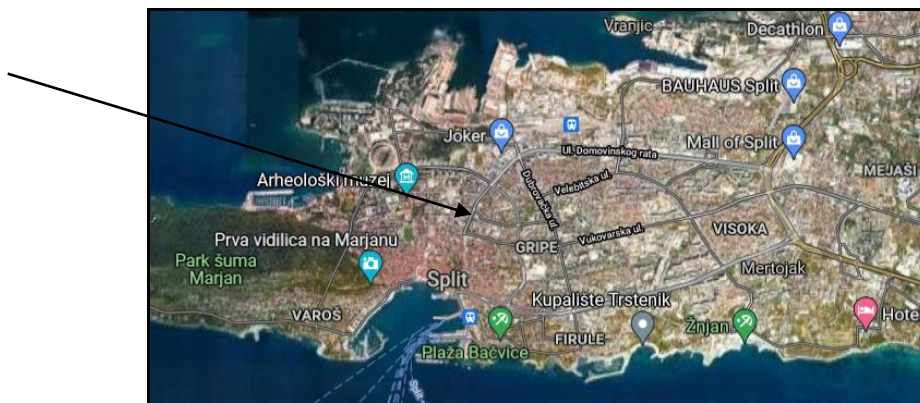 Vranjic
Decathlon
BAUHAUS Split
Joker
Mall of Split
Ul. Domovinskog rata
Arheološki muzej
Dubrovačka ul.
Velebitska ul.
MEJAŠI
Prva vidilica na Marjanu
Park šuma
Marjan
GRIPE
Vukovarska ul.
VISOKA
Split
Mertojak
VAROŠ
Kupalište Trstenik
Žnjan
Hote
Plaža Bačvice
FIRULE
Split